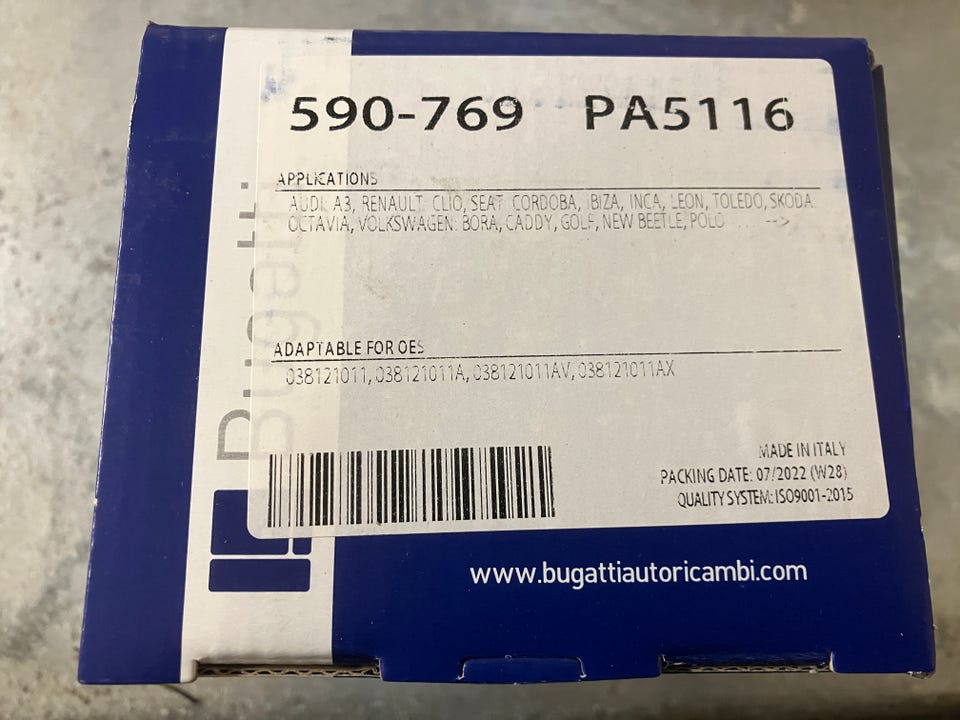 590-769 PA5116
APPLICATIONS
AUDI: A3, RENAULT: CLIO, SEAT: CORDOBA, IBIZA, INCA, LEON, TOLEDO, SKODA:
OCTAVIA, VOLKSWAGEN: BORA, CADDY, GOLF, NEW BEETLE, POLO ....-->
ADAPTABLE FOR OES
038121011, 038121011A, 038121011AV, 038121011AX
MADE IN ITALY
PACKING DATE: 07/2022 (W28)
QUALITY SYSTEM: ISO9001-2015
Bugatti
www.bugattiautoricambi.com